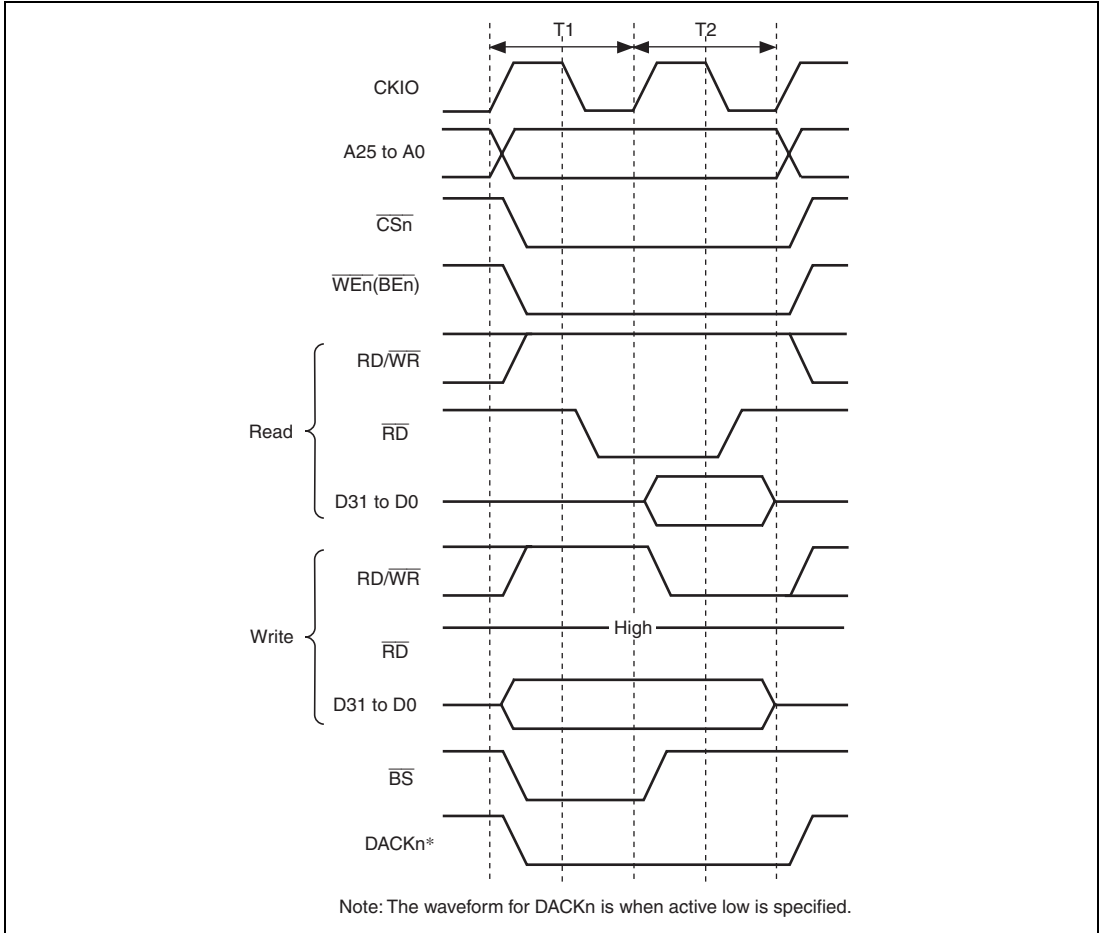 T1 T2
CKIO
A25 to A0
CSn
WEn(BEn)
RD/WR
Read
RD
D31 to D0
RD/WR
High
Write
RD
D31 to D0
BS
DACKn*
Note: The waveform for DACKn is when active low is specified.